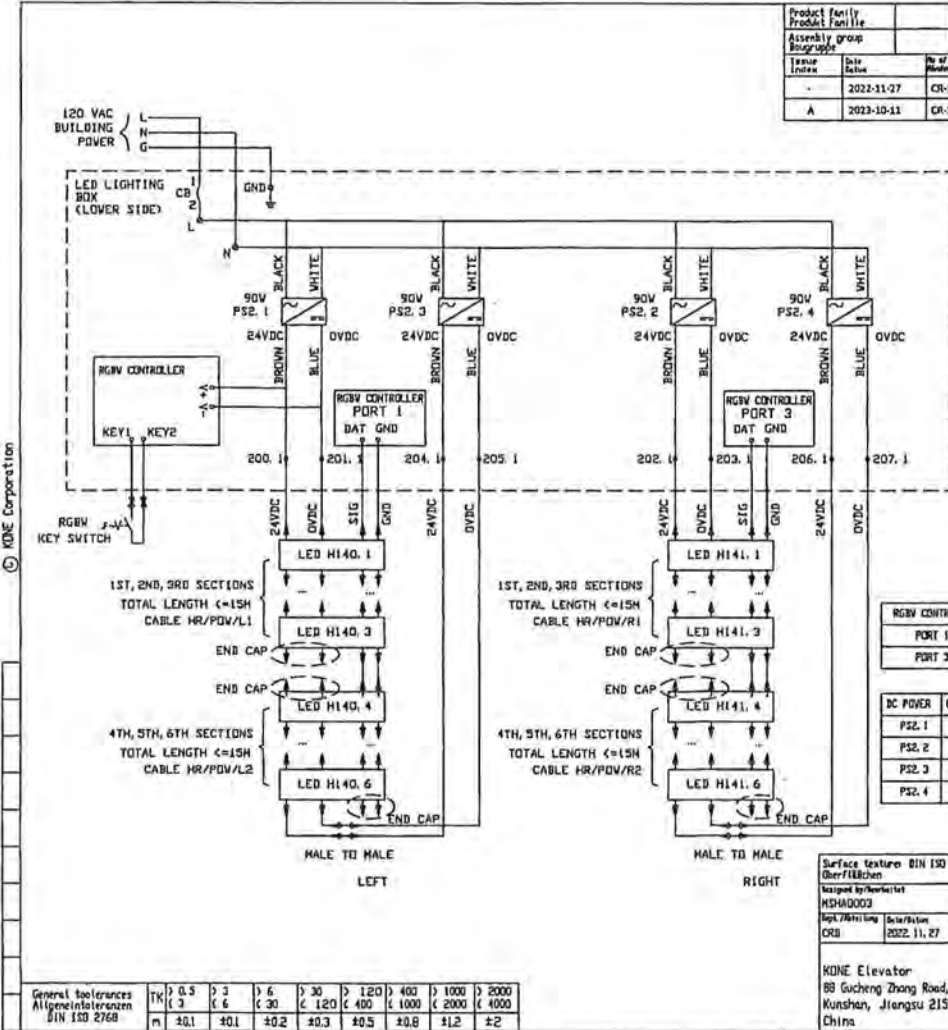 Product family
Produkt Familie
Assembly group
Baugruppe
Issue
Index
Date
Datum
-
2022-11-27
CR-
A
2023-10-11
CR-
120 VAC
BUILDING
POWER
L
N
G
LED LIGHTING
BOX
(LOWER SIDE)
1
CB
2
L
GND
N
BLACK
WHITE
BLACK
WHITE
BLACK
WHITE
BLACK
WHITE
90W
PS2. 1
90W
PS2. 3
90W
PS2. 2
90W
PS2. 4
24VDC
0VDC
24VDC
0VDC
24VDC
0VDC
24VDC
0VDC
BROWN
BLUE
BROWN
BLUE
BROWN
BLUE
BROWN
BLUE
RGBW CONTROLLER
+V
-V
KEY1 KEY2
RGBW CONTROLLER
PORT 1
DAT GND
RGBW CONTROLLER
PORT 3
DAT GND
200. 1
201. 1
204. 1
205. 1
202. 1
203. 1
206. 1
207. 1
RGBW
KEY SWITCH
24VDC
0VDC
SIG
GND
24VDC
0VDC
24VDC
0VDC
SIG
GND
24VDC
0VDC
LED H140. 1
1ST, 2ND, 3RD SECTIONS
TOTAL LENGTH <=15M
CABLE HR/POW/L1
...
...
LED H140. 3
END CAP
END CAP
LED H140. 4
4TH, 5TH, 6TH SECTIONS
TOTAL LENGTH <=15M
CABLE HR/POW/L2
...
...
LED H140. 6
END CAP
MALE TO MALE
LEFT
LED H141. 1
1ST, 2ND, 3RD SECTIONS
TOTAL LENGTH <=15M
CABLE HR/POW/R1
...
...
LED H141. 3
END CAP
END CAP
LED H141. 4
4TH, 5TH, 6TH SECTIONS
TOTAL LENGTH <=15M
CABLE HR/POW/R2
...
...
LED H141. 6
END CAP
MALE TO MALE
RIGHT
RGBW CONTR
PORT 1
PORT 3
DC POWER
PS2. 1
PS2. 2
PS2. 3
PS2. 4
© KONE Corporation
Surface texture DIN ISO
Oberflächen
MSHA0003
Date/Datum
CRD
2022. 11. 27
KONE Elevator
88 Gucheng Zhong Road,
Kunshan, Jiangsu 215
China
General toolerances
Allgemeintoleranzen
DIN ISO 2768
TK
> 0.5
< 3
> 3
< 6
> 6
< 30
> 30
< 120
> 120
< 400
> 400
< 1000
> 1000
< 2000
> 2000
< 4000
m
±0.1
±0.1
±0.2
±0.3
±0.5
±0.8
±1.2
±2